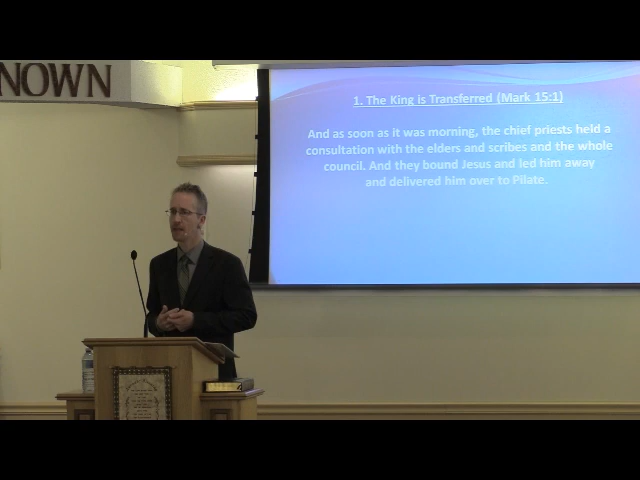 NOWN
1. The King is Transferred (Mark 15:1)
And as soon as it was morning, the chief priests held a
consultation with the elders and scribes and the whole
council. And they bound Jesus and led him away
and delivered him over to Pilate.